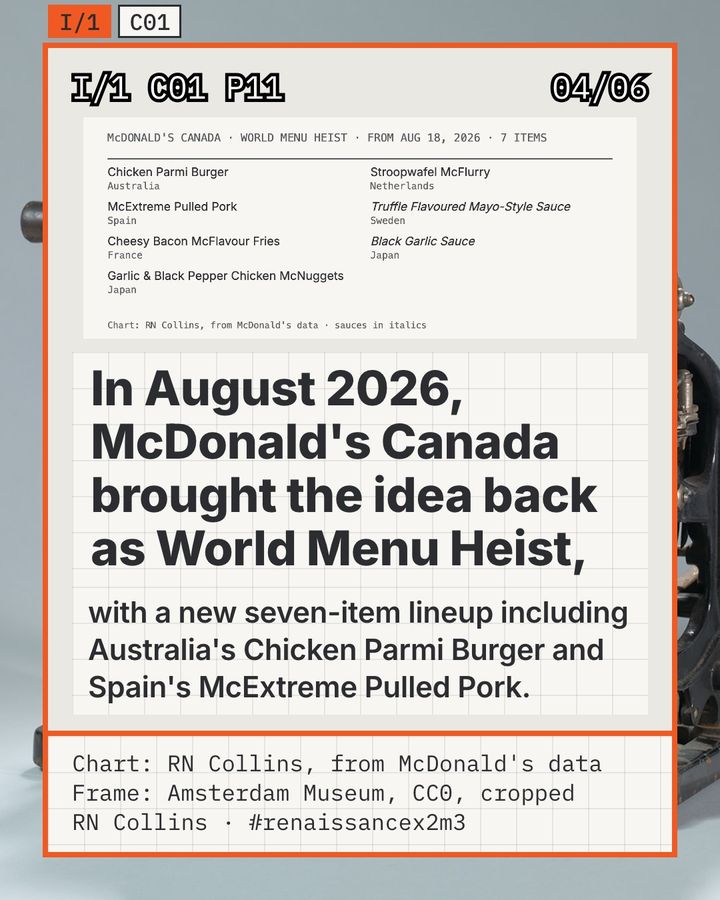 I/1 C01
I/1 C01 P11 04/06
McDONALD'S CANADA · WORLD MENU HEIST · FROM AUG 18, 2026 · 7 ITEMS
Chicken Parmi Burger
Australia
McExtreme Pulled Pork
Spain
Cheesy Bacon McFlavour Fries
France
Garlic & Black Pepper Chicken McNuggets
Japan
Stroopwafel McFlurry
Netherlands
Truffle Flavoured Mayo-Style Sauce
Sweden
Black Garlic Sauce
Japan
Chart: RN Collins, from McDonald's data · sauces in italics
In August 2026,
McDonald's Canada
brought the idea back
as World Menu Heist,
with a new seven-item lineup including
Australia's Chicken Parmi Burger and
Spain's McExtreme Pulled Pork.
Chart: RN Collins, from McDonald's data
Frame: Amsterdam Museum, CC0, cropped
RN Collins · #renaissancex2m3